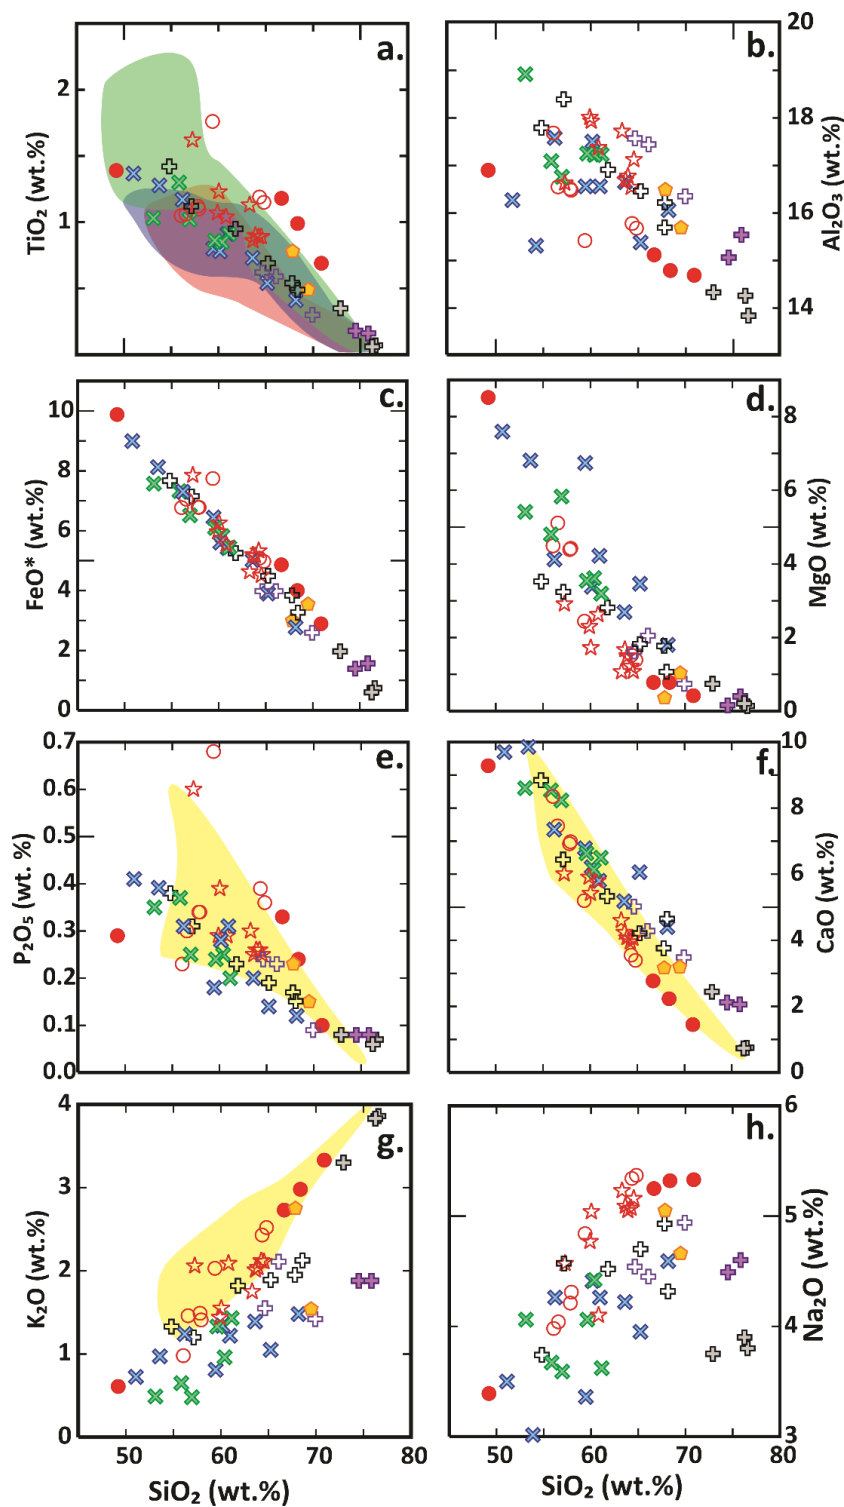 a.
2
1
TiO₂ (wt.%)
b.
20
18
16
14
Al₂O₃ (wt.%)
c.
10
8
6
4
2
0
FeO* (wt.%)
d.
8
6
4
2
0
MgO (wt.%)
e.
0.7
0.6
0.5
0.4
0.3
0.2
0.1
0.0
P₂O₅ (wt. %)
f.
10
8
6
4
2
0
CaO (wt.%)
g.
4
3
2
1
0
K₂O (wt.%)
50 60 70 80
SiO₂ (wt.%)
h.
6
5
4
3
Na₂O (wt.%)
60 70 80
SiO₂ (wt.%)